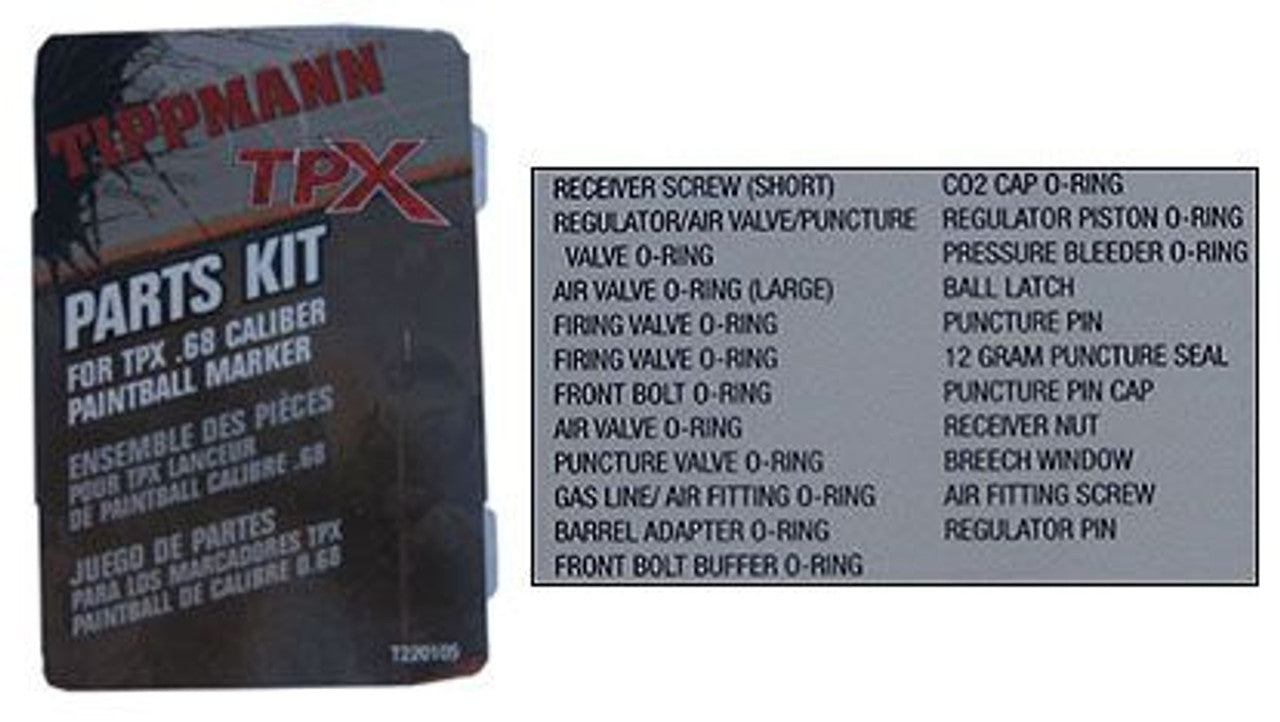 TIPPMANN
TPX
PARTS KIT
FOR TPX .68 CALIBER
PAINTBALL MARKER
ENSEMBLE DES PIÈCES
POUR TPX LANCEUR
DE PAINTBALL CALIBRE .68
JUEGO DE PARTES
PARA LOS MARCADORES TPX
PAINTBALL DE CALIBRE 0.68
T220105
RECEIVER SCREW (SHORT)
REGULATOR/AIR VALVE/PUNCTURE
VALVE O-RING
AIR VALVE O-RING (LARGE)
FIRING VALVE O-RING
FIRING VALVE O-RING
FRONT BOLT O-RING
AIR VALVE O-RING
PUNCTURE VALVE O-RING
GAS LINE/ AIR FITTING O-RING
BARREL ADAPTER O-RING
FRONT BOLT BUFFER O-RING
CO2 CAP O-RING
REGULATOR PISTON O-RING
PRESSURE BLEEDER O-RING
BALL LATCH
PUNCTURE PIN
12 GRAM PUNCTURE SEAL
PUNCTURE PIN CAP
RECEIVER NUT
BREECH WINDOW
AIR FITTING SCREW
REGULATOR PIN